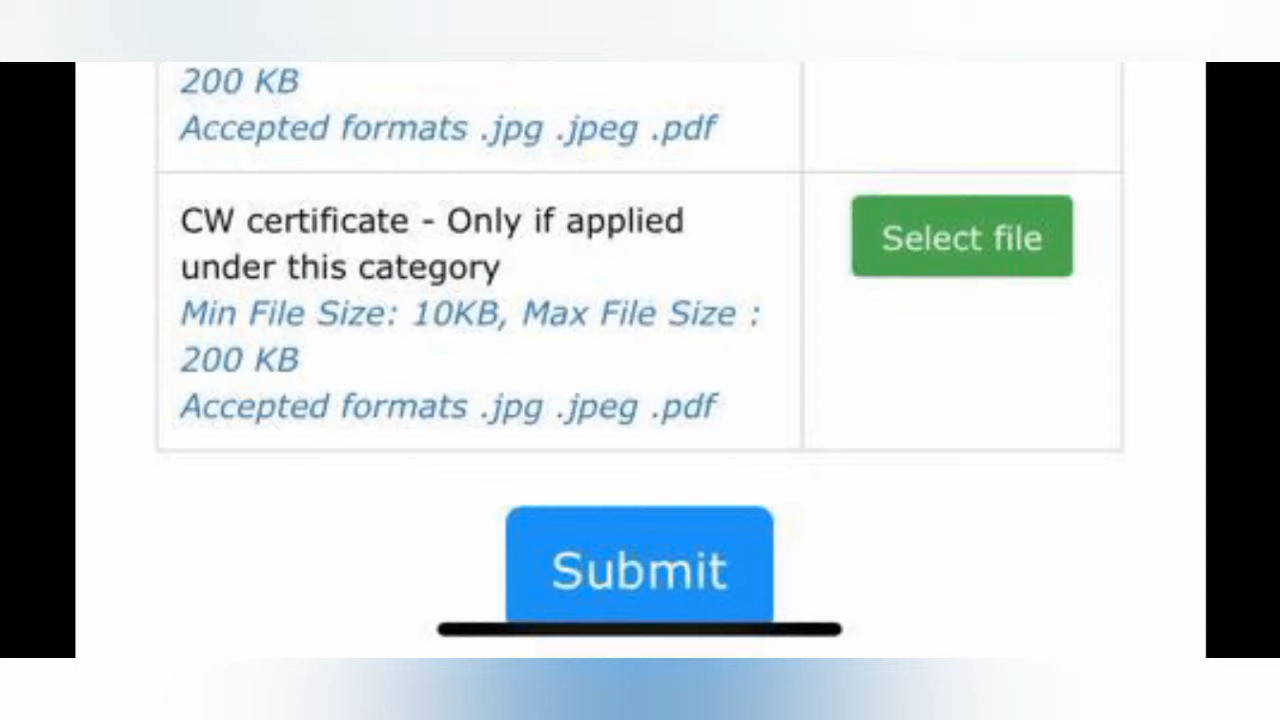 200 KB
Accepted formats .jpg .jpeg .pdf
CW certificate - Only if applied
under this category
Min File Size: 10KB, Max File Size :
200 KB
Accepted formats .jpg .jpeg .pdf
Select file
Submit